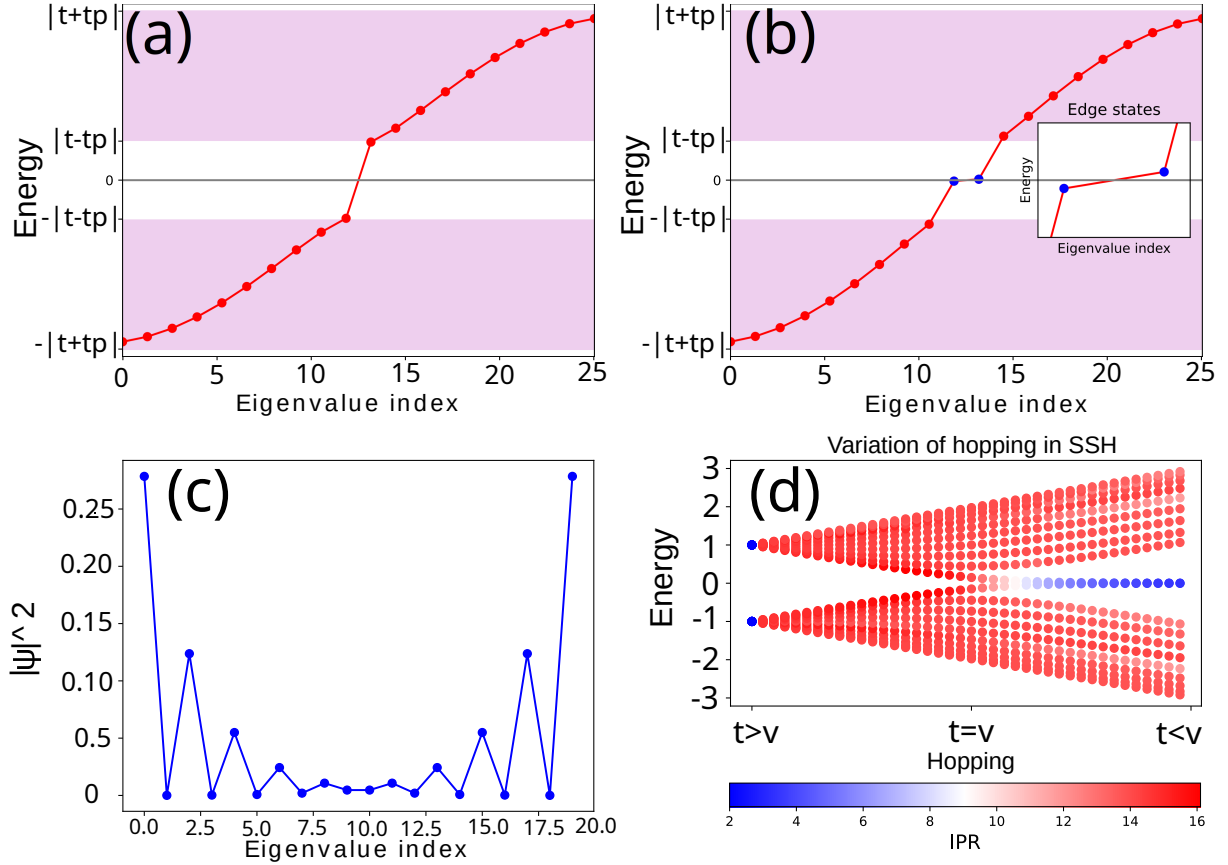 (a)
Energy
|t+tp|
|t-tp|
0
-|t-tp|
-|t+tp|
0 5 10 15 20 25
Eigenvalue index
(b)
Energy
|t+tp|
|t-tp|
0
-|t-tp|
-|t+tp|
Edge states
Energy
Eigenvalue index
0 5 10 15 20 25
Eigenvalue index
(c)
|ψ|^ 2
0.25
0.20
0.15
0.10
0.5
0
0.0 2.5 5.0 7.5 10.0 12.5 15.0 17.5 20.0
Eigenvalue index
Variation of hopping in SSH
(d)
Energy
3
2
1
0
-1
-2
-3
t>v t=v t<v
Hopping
2 4 6 8 10 12 14 16
IPR